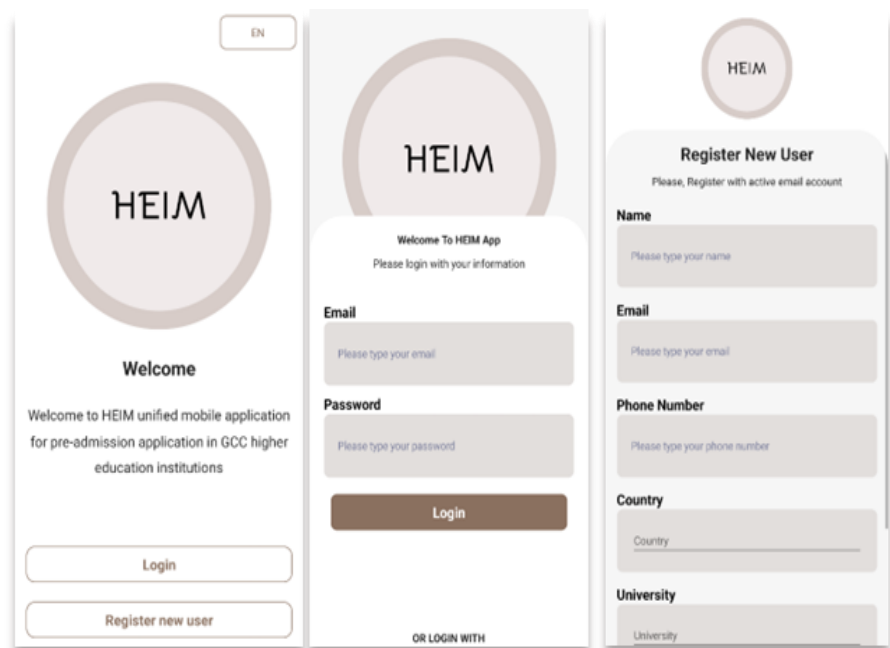 EN
HEIM
Welcome
Welcome to HEIM unified mobile application
for pre-admission application in GCC higher
education institutions
Login
Register new user
HEIM
Welcome To HEIM App
Please login with your information
Email
Please type your email
Password
Please type your password
Login
OR LOGIN WITH
HEIM
Register New User
Please, Register with active email account
Name
Please type your name
Email
Please type your email
Phone Number
Please type your phone number
Country
Country
University
University